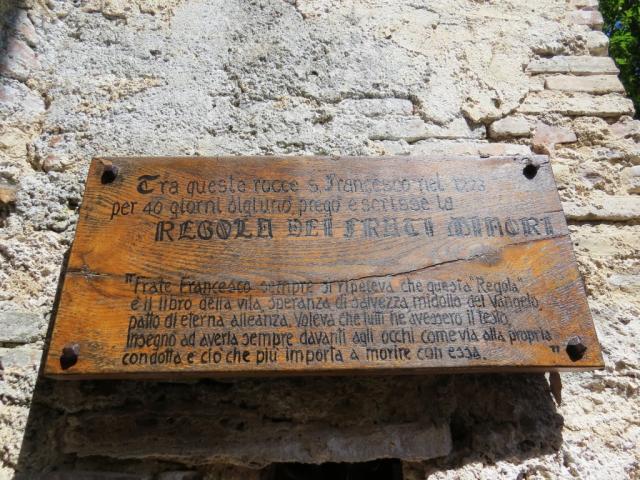 Tra queste rocce S. Francesco nel 1223
per 40 giorni digiunò, pregò e scrisse la
REGOLA DEI FRATI MINORI
"Frate Francesco sempre ripeteva che questa "Regola"
è il libro della vita, speranza di salvezza midollo del Vangelo,
patto di eterna alleanza. Voleva che tutti ne avessero il testo,
Insegnò ad averla sempre davanti agli occhi come via alla propria
condotta e ciò che più importa a morire con essa. "